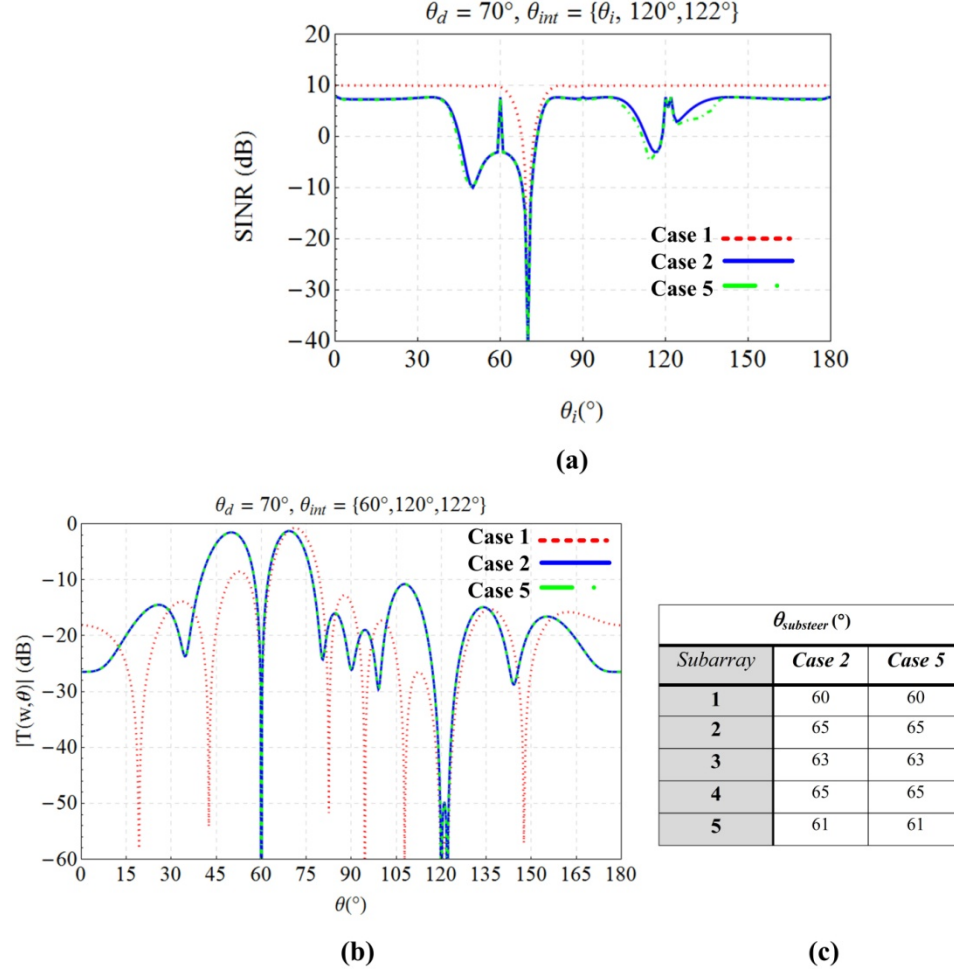 θd = 70°, θint = {θi, 120°,122°}
20
10
0
−10
−20
−30
−40
SINR (dB)
Case 1
Case 2
Case 5
0 30 60 90 120 150 180
θi(°)
(a)
θd = 70°, θint = {60°,120°,122°}
0
−10
−20
−30
−40
−50
−60
|T(w,θ)| (dB)
Case 1
Case 2
Case 5
0 15 30 45 60 75 90 105 120 135 150 165 180
θ(°)
(b)
θsubsteer (°)
Subarray Case 2 Case 5
1 60 60
2 65 65
3 63 63
4 65 65
5 61 61
(c)